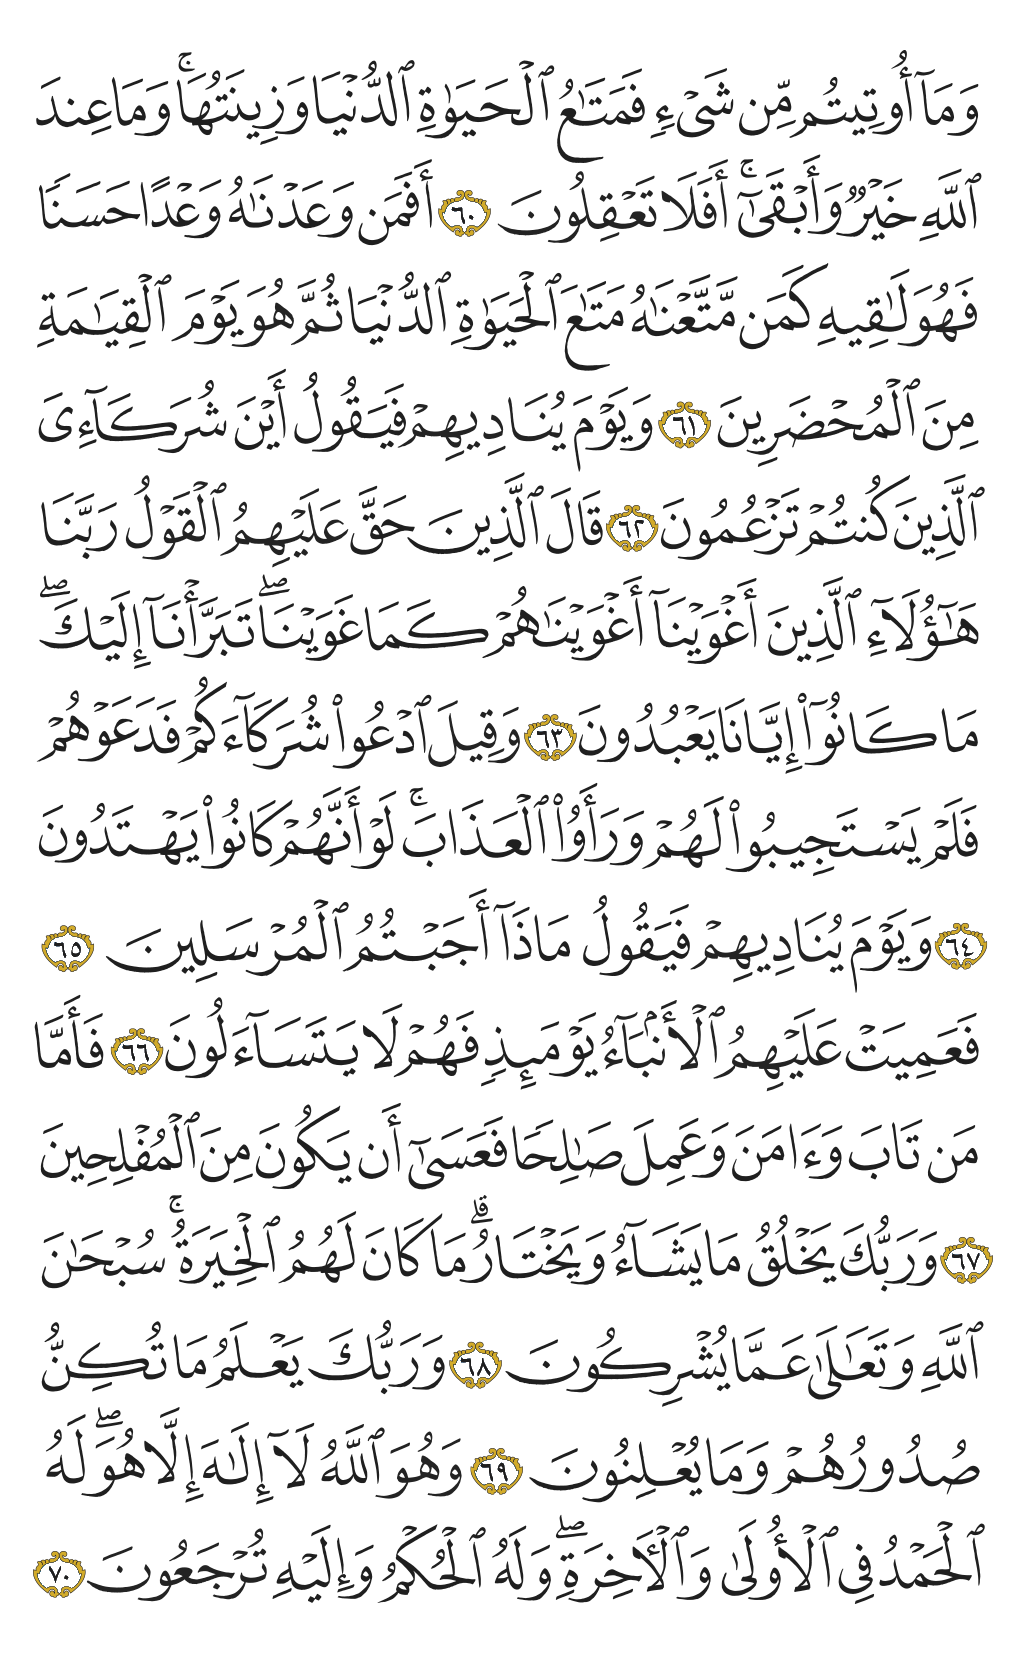 وَمَآ أُوتِيتُم مِّن شَىْءٍ فَمَتَـٰعُ ٱلْحَيَوٰةِ ٱلدُّنْيَا وَزِينَتُهَا ۚ وَمَا عِندَ
ٱللَّهِ خَيْرٌ وَأَبْقَىٰٓ ۚ أَفَلَا تَعْقِلُونَ ٦٠ أَفَمَن وَعَدْنَـٰهُ وَعْدًا حَسَنًا
فَهُوَ لَـٰقِيهِ كَمَن مَّتَّعْنَـٰهُ مَتَـٰعَ ٱلْحَيَوٰةِ ٱلدُّنْيَا ثُمَّ هُوَ يَوْمَ ٱلْقِيَـٰمَةِ
مِنَ ٱلْمُحْضَرِينَ ٦١ وَيَوْمَ يُنَادِيهِمْ فَيَقُولُ أَيْنَ شُرَكَآءِىَ
ٱلَّذِينَ كُنتُمْ تَزْعُمُونَ ٦٢ قَالَ ٱلَّذِينَ حَقَّ عَلَيْهِمُ ٱلْقَوْلُ رَبَّنَا
هَـٰٓؤُلَآءِ ٱلَّذِينَ أَغْوَيْنَآ أَغْوَيْنَـٰهُمْ كَمَا غَوَيْنَا ۖ تَبَرَّأْنَآ إِلَيْكَ ۖ
مَا كَانُوٓا۟ إِيَّانَا يَعْبُدُونَ ٦٣ وَقِيلَ ٱدْعُوا۟ شُرَكَآءَكُمْ فَدَعَوْهُمْ
فَلَمْ يَسْتَجِيبُوا۟ لَهُمْ وَرَأَوُا۟ ٱلْعَذَابَ ۚ لَوْ أَنَّهُمْ كَانُوا۟ يَهْتَدُونَ
٦٤ وَيَوْمَ يُنَادِيهِمْ فَيَقُولُ مَاذَآ أَجَبْتُمُ ٱلْمُرْسَلِينَ ٦٥
فَعَمِيَتْ عَلَيْهِمُ ٱلْأَنۢبَآءُ يَوْمَئِذٍ فَهُمْ لَا يَتَسَآءَلُونَ ٦٦ فَأَمَّا
مَن تَابَ وَءَامَنَ وَعَمِلَ صَـٰلِحًا فَعَسَىٰٓ أَن يَكُونَ مِنَ ٱلْمُفْلِحِينَ
٦٧ وَرَبُّكَ يَخْلُقُ مَا يَشَآءُ وَيَخْتَارُ ۗ مَا كَانَ لَهُمُ ٱلْخِيَرَةُ ۚ سُبْحَـٰنَ
ٱللَّهِ وَتَعَـٰلَىٰ عَمَّا يُشْرِكُونَ ٦٨ وَرَبُّكَ يَعْلَمُ مَا تُكِنُّ
صُدُورُهُمْ وَمَا يُعْلِنُونَ ٦٩ وَهُوَ ٱللَّهُ لَآ إِلَـٰهَ إِلَّا هُوَ ۖ لَهُ
ٱلْحَمْدُ فِى ٱلْأُولَىٰ وَٱلْـَٔاخِرَةِ ۖ وَلَهُ ٱلْحُكْمُ وَإِلَيْهِ تُرْجَعُونَ ٧٠